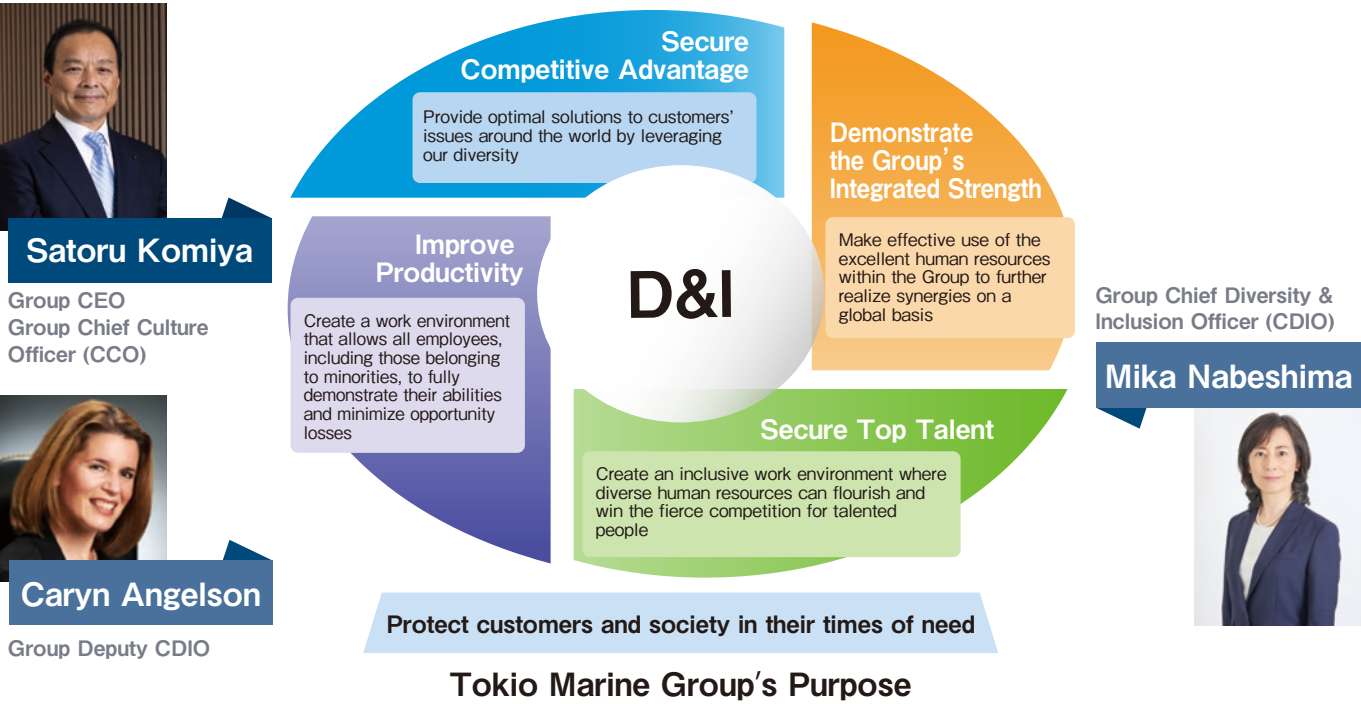 Secure
Competitive Advantage
Provide optimal solutions to customers’
issues around the world by leveraging
our diversity
Demonstrate
the Group’s
Integrated Strength
Make effective use of the
excellent human resources
within the Group to further
realize synergies on a
global basis
Satoru Komiya
Group CEO
Group Chief Culture
Officer (CCO)
Improve
Productivity
Create a work environment
that allows all employees,
including those belonging
to minorities, to fully
demonstrate their abilities
and minimize opportunity
losses
D&I
Group Chief Diversity &
Inclusion Officer (CDIO)
Mika Nabeshima
Secure Top Talent
Create an inclusive work environment where
diverse human resources can flourish and
win the fierce competition for talented
people
Caryn Angelson
Group Deputy CDIO
Protect customers and society in their times of need
Tokio Marine Group’s Purpose